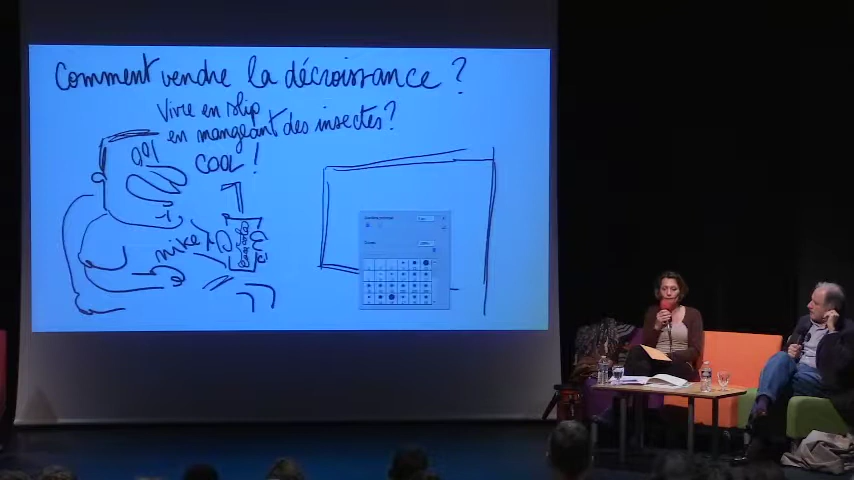 Comment vendre la décroissance ?
Vivre en slip
en mangeant des insectes ?
COOL !
nike